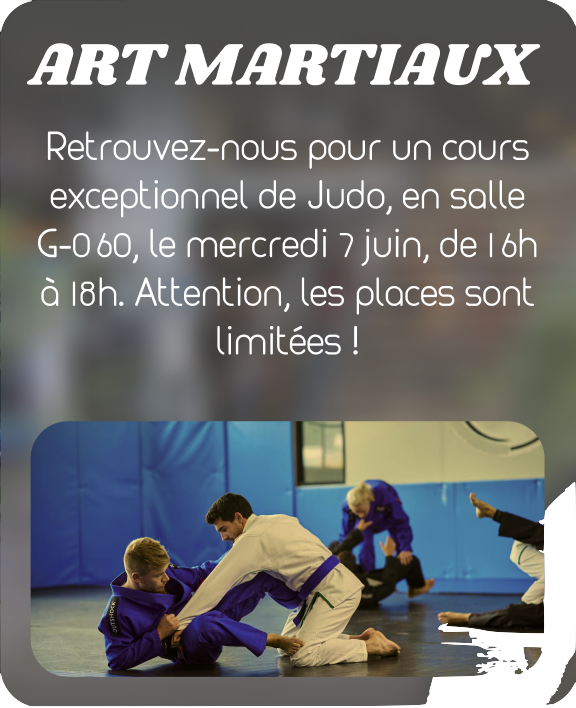 ART MARTIAUX
Retrouvez-nous pour un cours
exceptionnel de Judo, en salle
G-060, le mercredi 7 juin, de 16h
à 18h. Attention, les places sont
limitées !